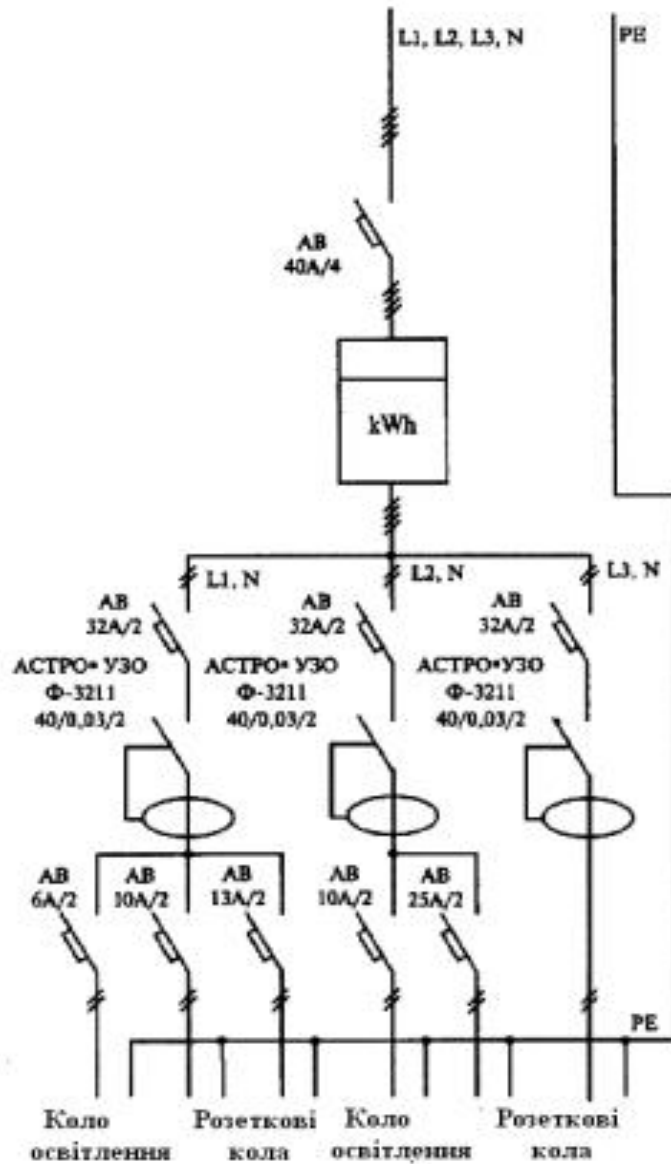 L1, L2, L3, N
PE
АВ
40А/4
kWh
L1, N
L2, N
L3, N
АВ
32А/2
АВ
32А/2
АВ
32А/2
АСТРО* УЗО
Ф-3211
40/0,03/2
АСТРО* УЗО
Ф-3211
40/0,03/2
АСТРО*УЗО
Ф-3211
40/0,03/2
АВ
6А/2
АВ
10А/2
АВ
13А/2
АВ
10А/2
АВ
25А/2
PE
Коло
освітлення
Розеткові
кола
Коло
освітлення
Розеткові
кола